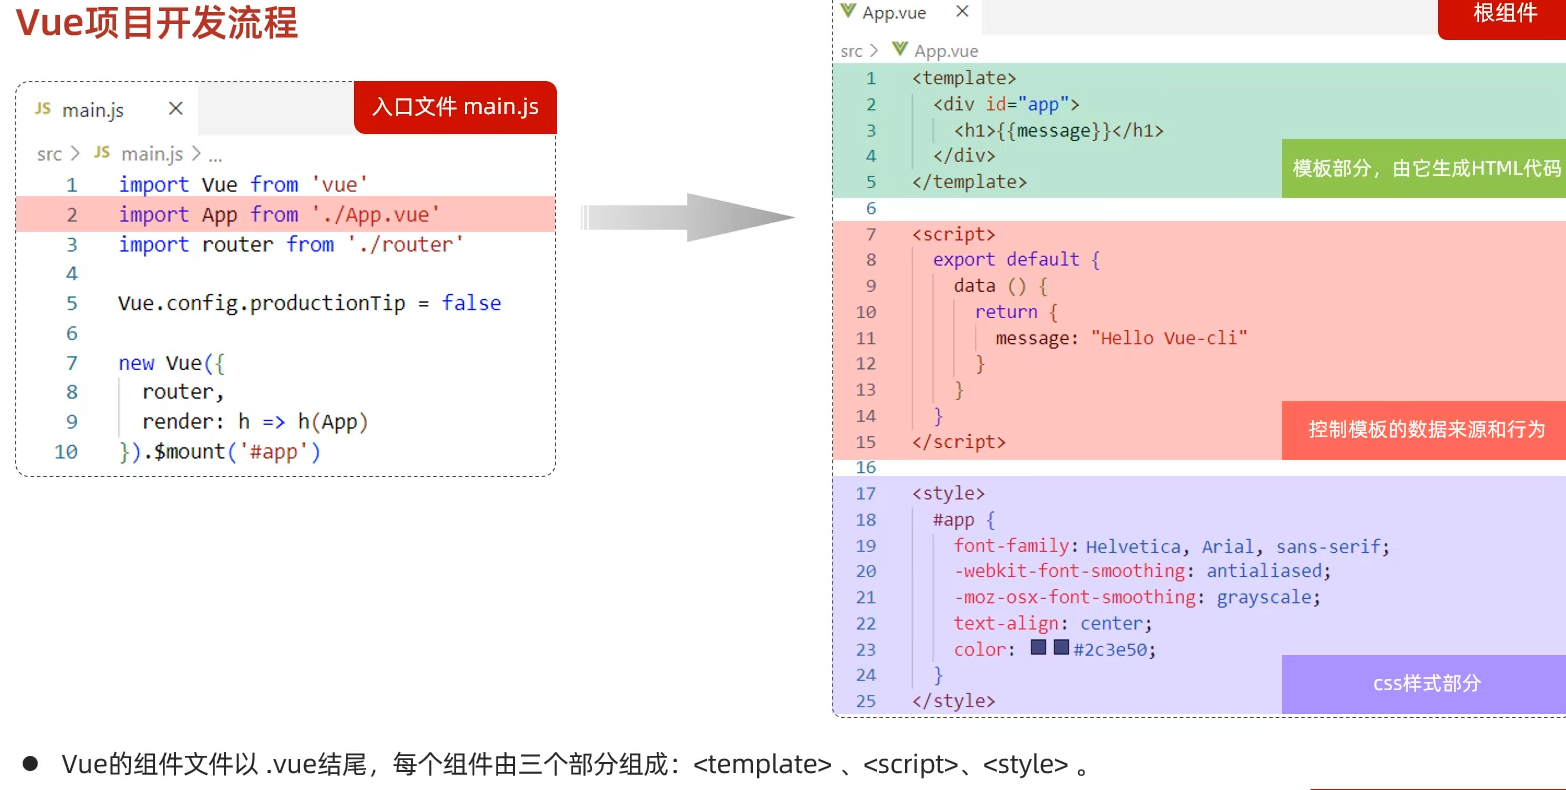 Vue项目开发流程
JS main.js ×
入口文件 main.js
src > JS main.js > ...
1 import Vue from 'vue'
2 import App from './App.vue'
3 import router from './router'
4
5 Vue.config.productionTip = false
6
7 new Vue({
8 router,
9 render: h => h(App)
10 }).$mount('#app')
App.vue ×
根组件
src > App.vue
1 <template>
2 <div id="app">
3 <h1>{{message}}</h1>
4 </div>
5 </template>
模板部分，由它生成HTML代码
6
7 <script>
8 export default {
9 data () {
10 return {
11 message: "Hello Vue-cli"
12 }
13 }
14 }
15 </script>
控制模板的数据来源和行为
16
17 <style>
18 #app {
19 font-family: Helvetica, Arial, sans-serif;
20 -webkit-font-smoothing: antialiased;
21 -moz-osx-font-smoothing: grayscale;
22 text-align: center;
23 color: #2c3e50;
24 }
25 </style>
css样式部分
● Vue的组件文件以 .vue结尾，每个组件由三个部分组成：<template> 、<script>、<style> 。